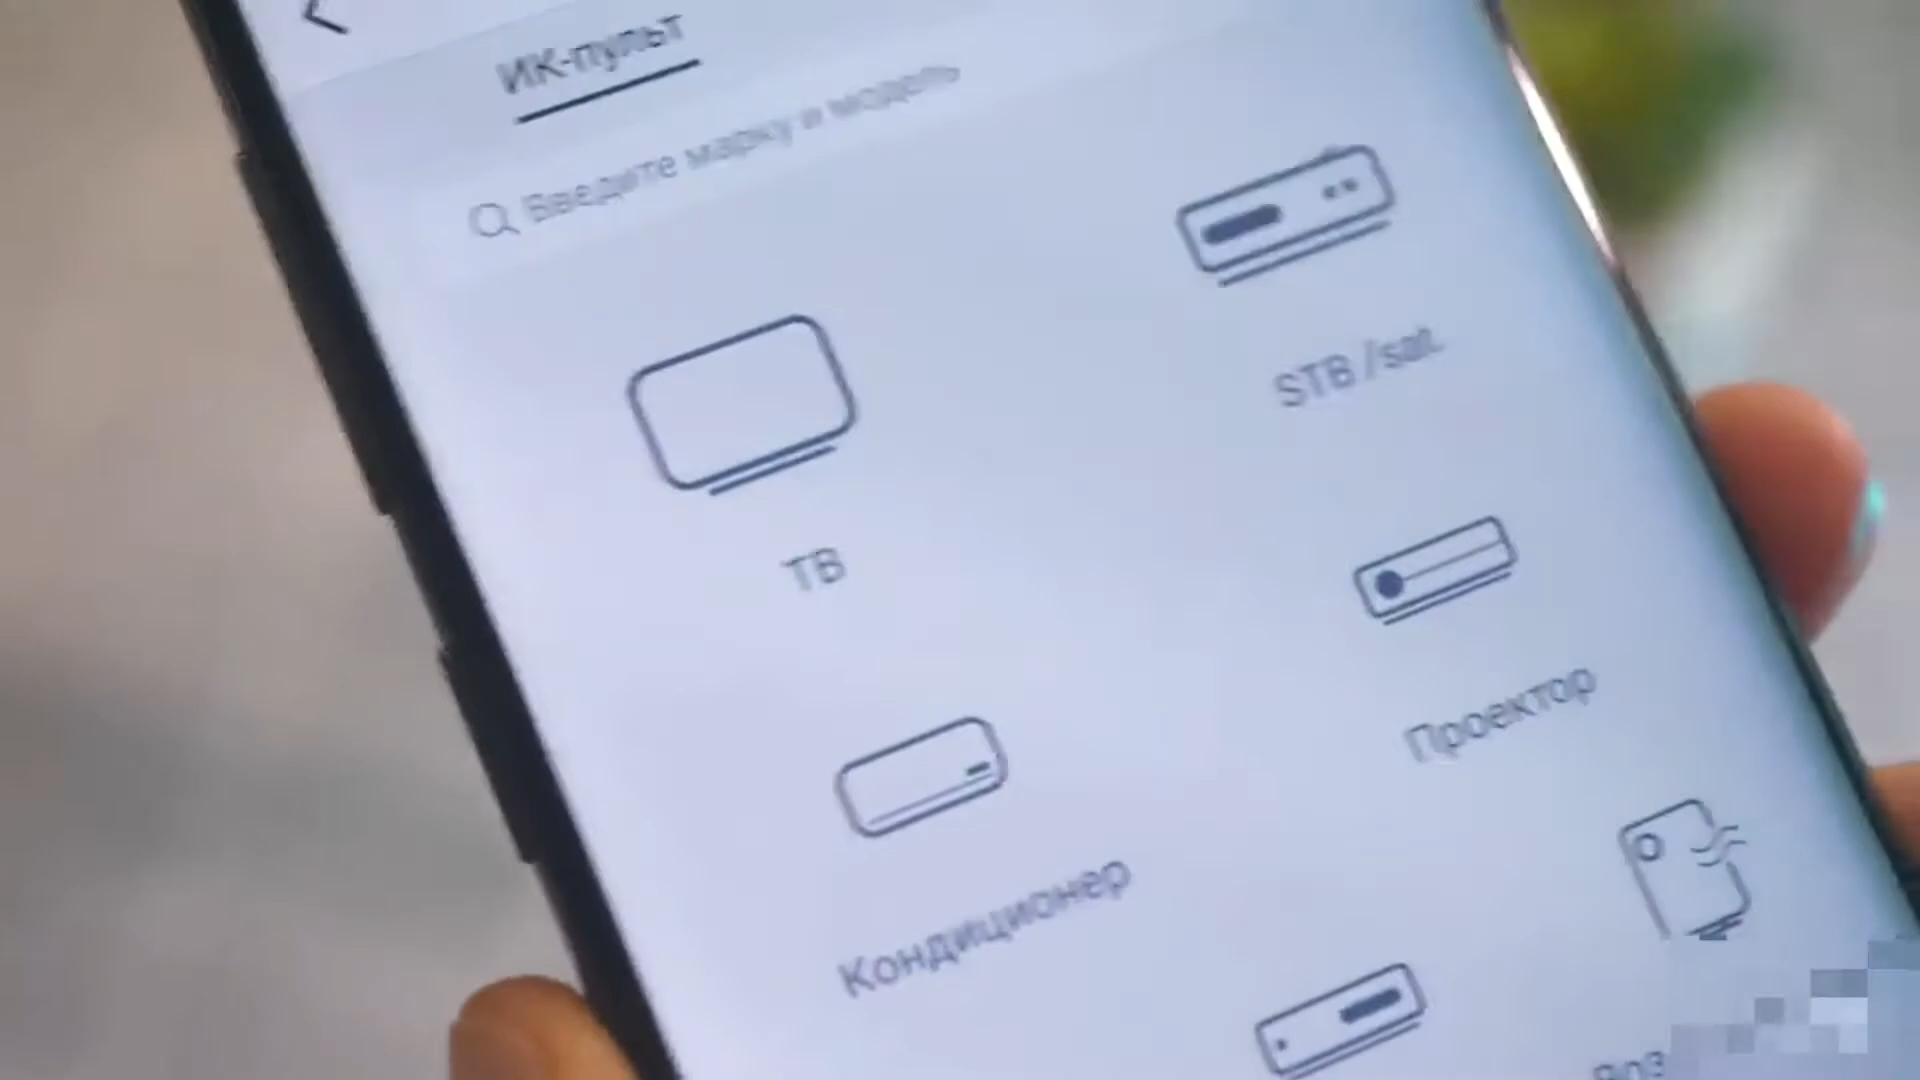 ИК-пульт
Введите марку и модель
STB /sat.
ТВ
Проектор
Кондиционер